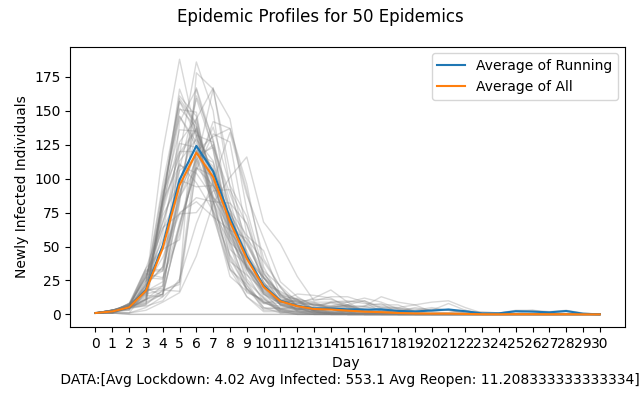 Epidemic Profiles for 50 Epidemics
Newly Infected Individuals
175
150
125
100
75
50
25
0
Average of Running
Average of All
0 1 2 3 4 5 6 7 8 9 10 11 12 13 14 15 16 17 18 19 20 21 22 23 24 25 26 27 28 29 30
Day
DATA:[Avg Lockdown: 4.02 Avg Infected: 553.1 Avg Reopen: 11.208333333333334]